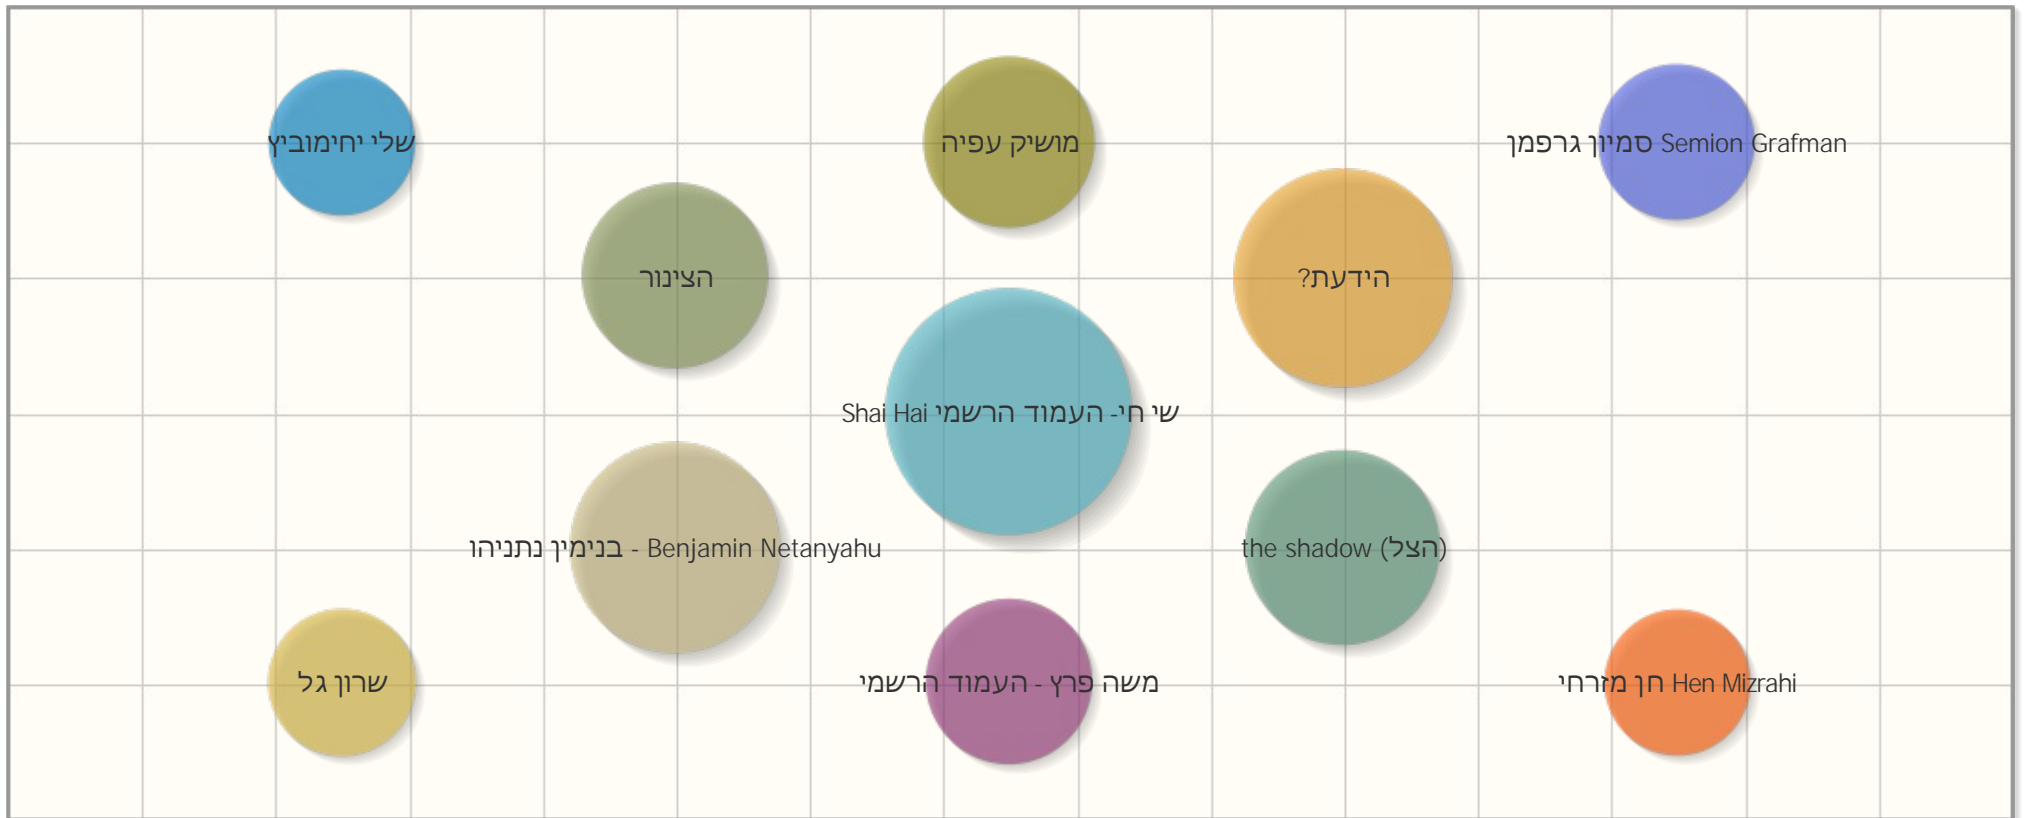 שלי יחימוביץ
מושיק עפיה
סמיון גרפמן Semion Grafman
הצינור
הידעת?
שי חי- העמוד הרשמי Shai Hai
בנימין נתניהו - Benjamin Netanyahu
the shadow (הצל)
שרון גל
משה פרץ - העמוד הרשמי
חן מזרחי Hen Mizrahi